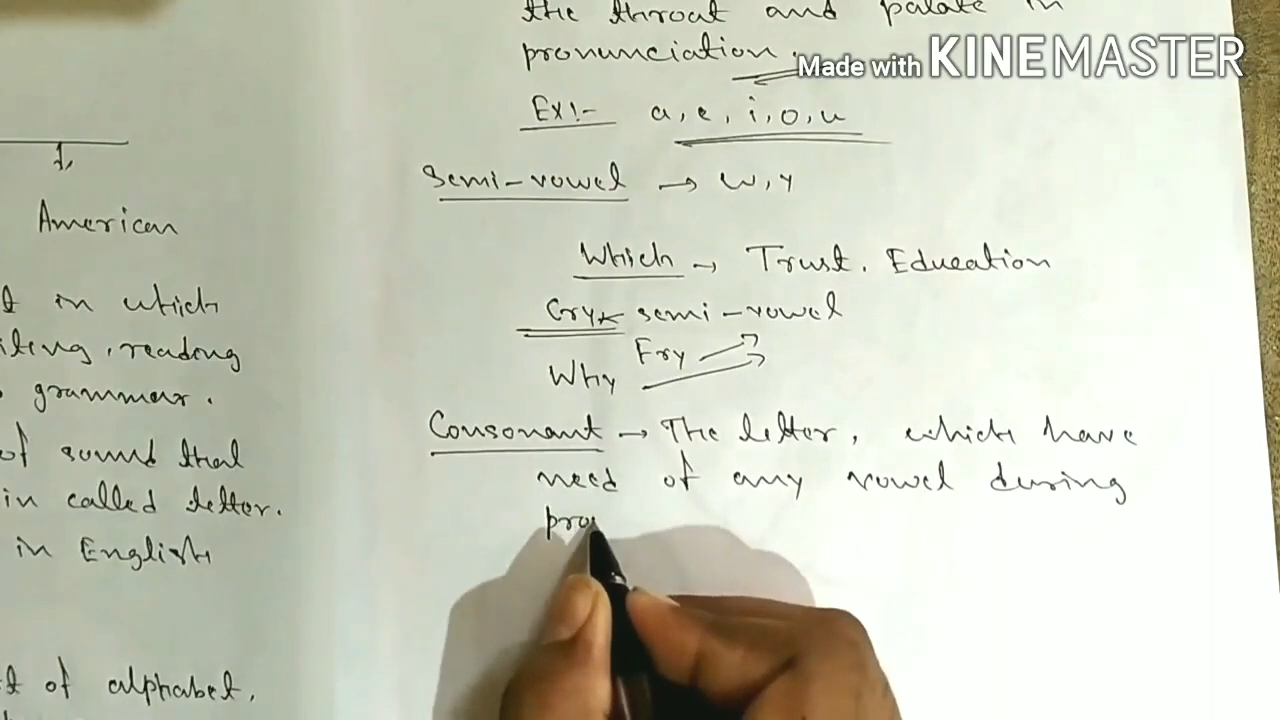 the throat and palate in
pronunciation.
Made with KINEMASTER
Ex:- a, e, i, o, u
Semi-vowel → w, y
Which → Trust. Education
Cry semi-vowel
Fry
Why
Consonant → The letter, which have
need of any vowel during
pro
American
in which
reading
grammar.
of sound that
in called letter.
in English
of alphabet,